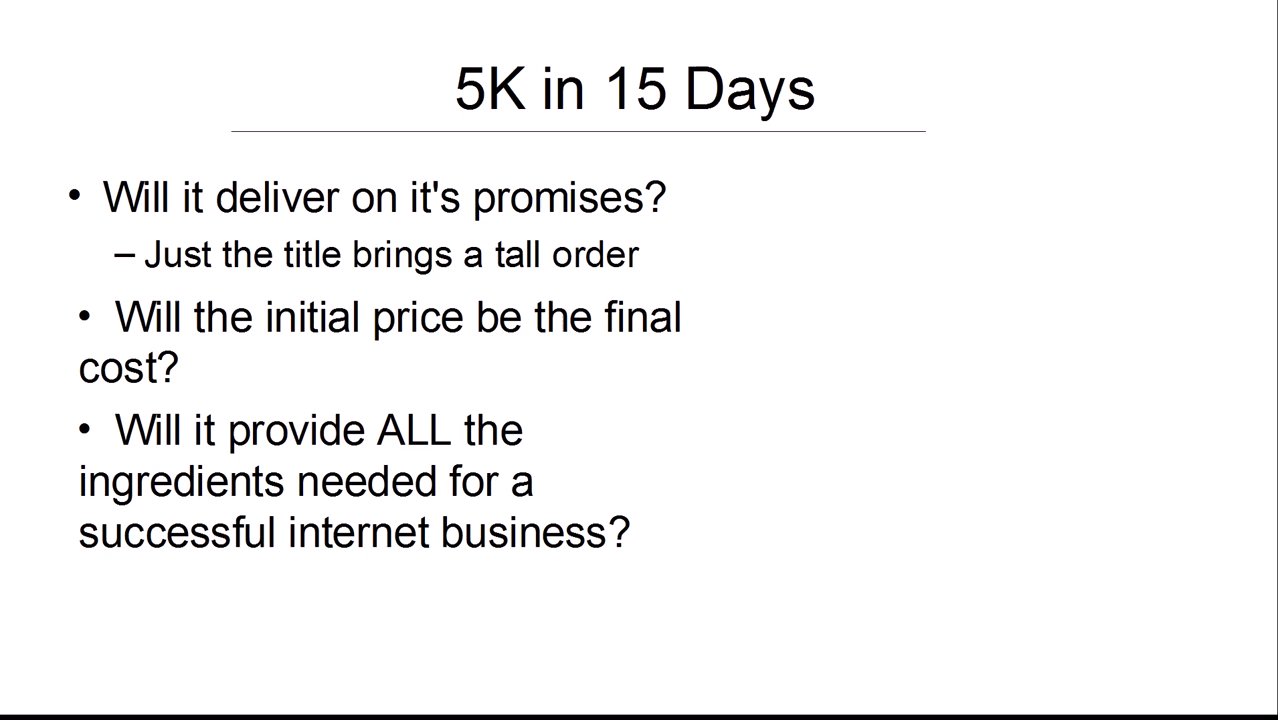 5K in 15 Days
• Will it deliver on it's promises?
– Just the title brings a tall order
• Will the initial price be the final
cost?
• Will it provide ALL the
ingredients needed for a
successful internet business?